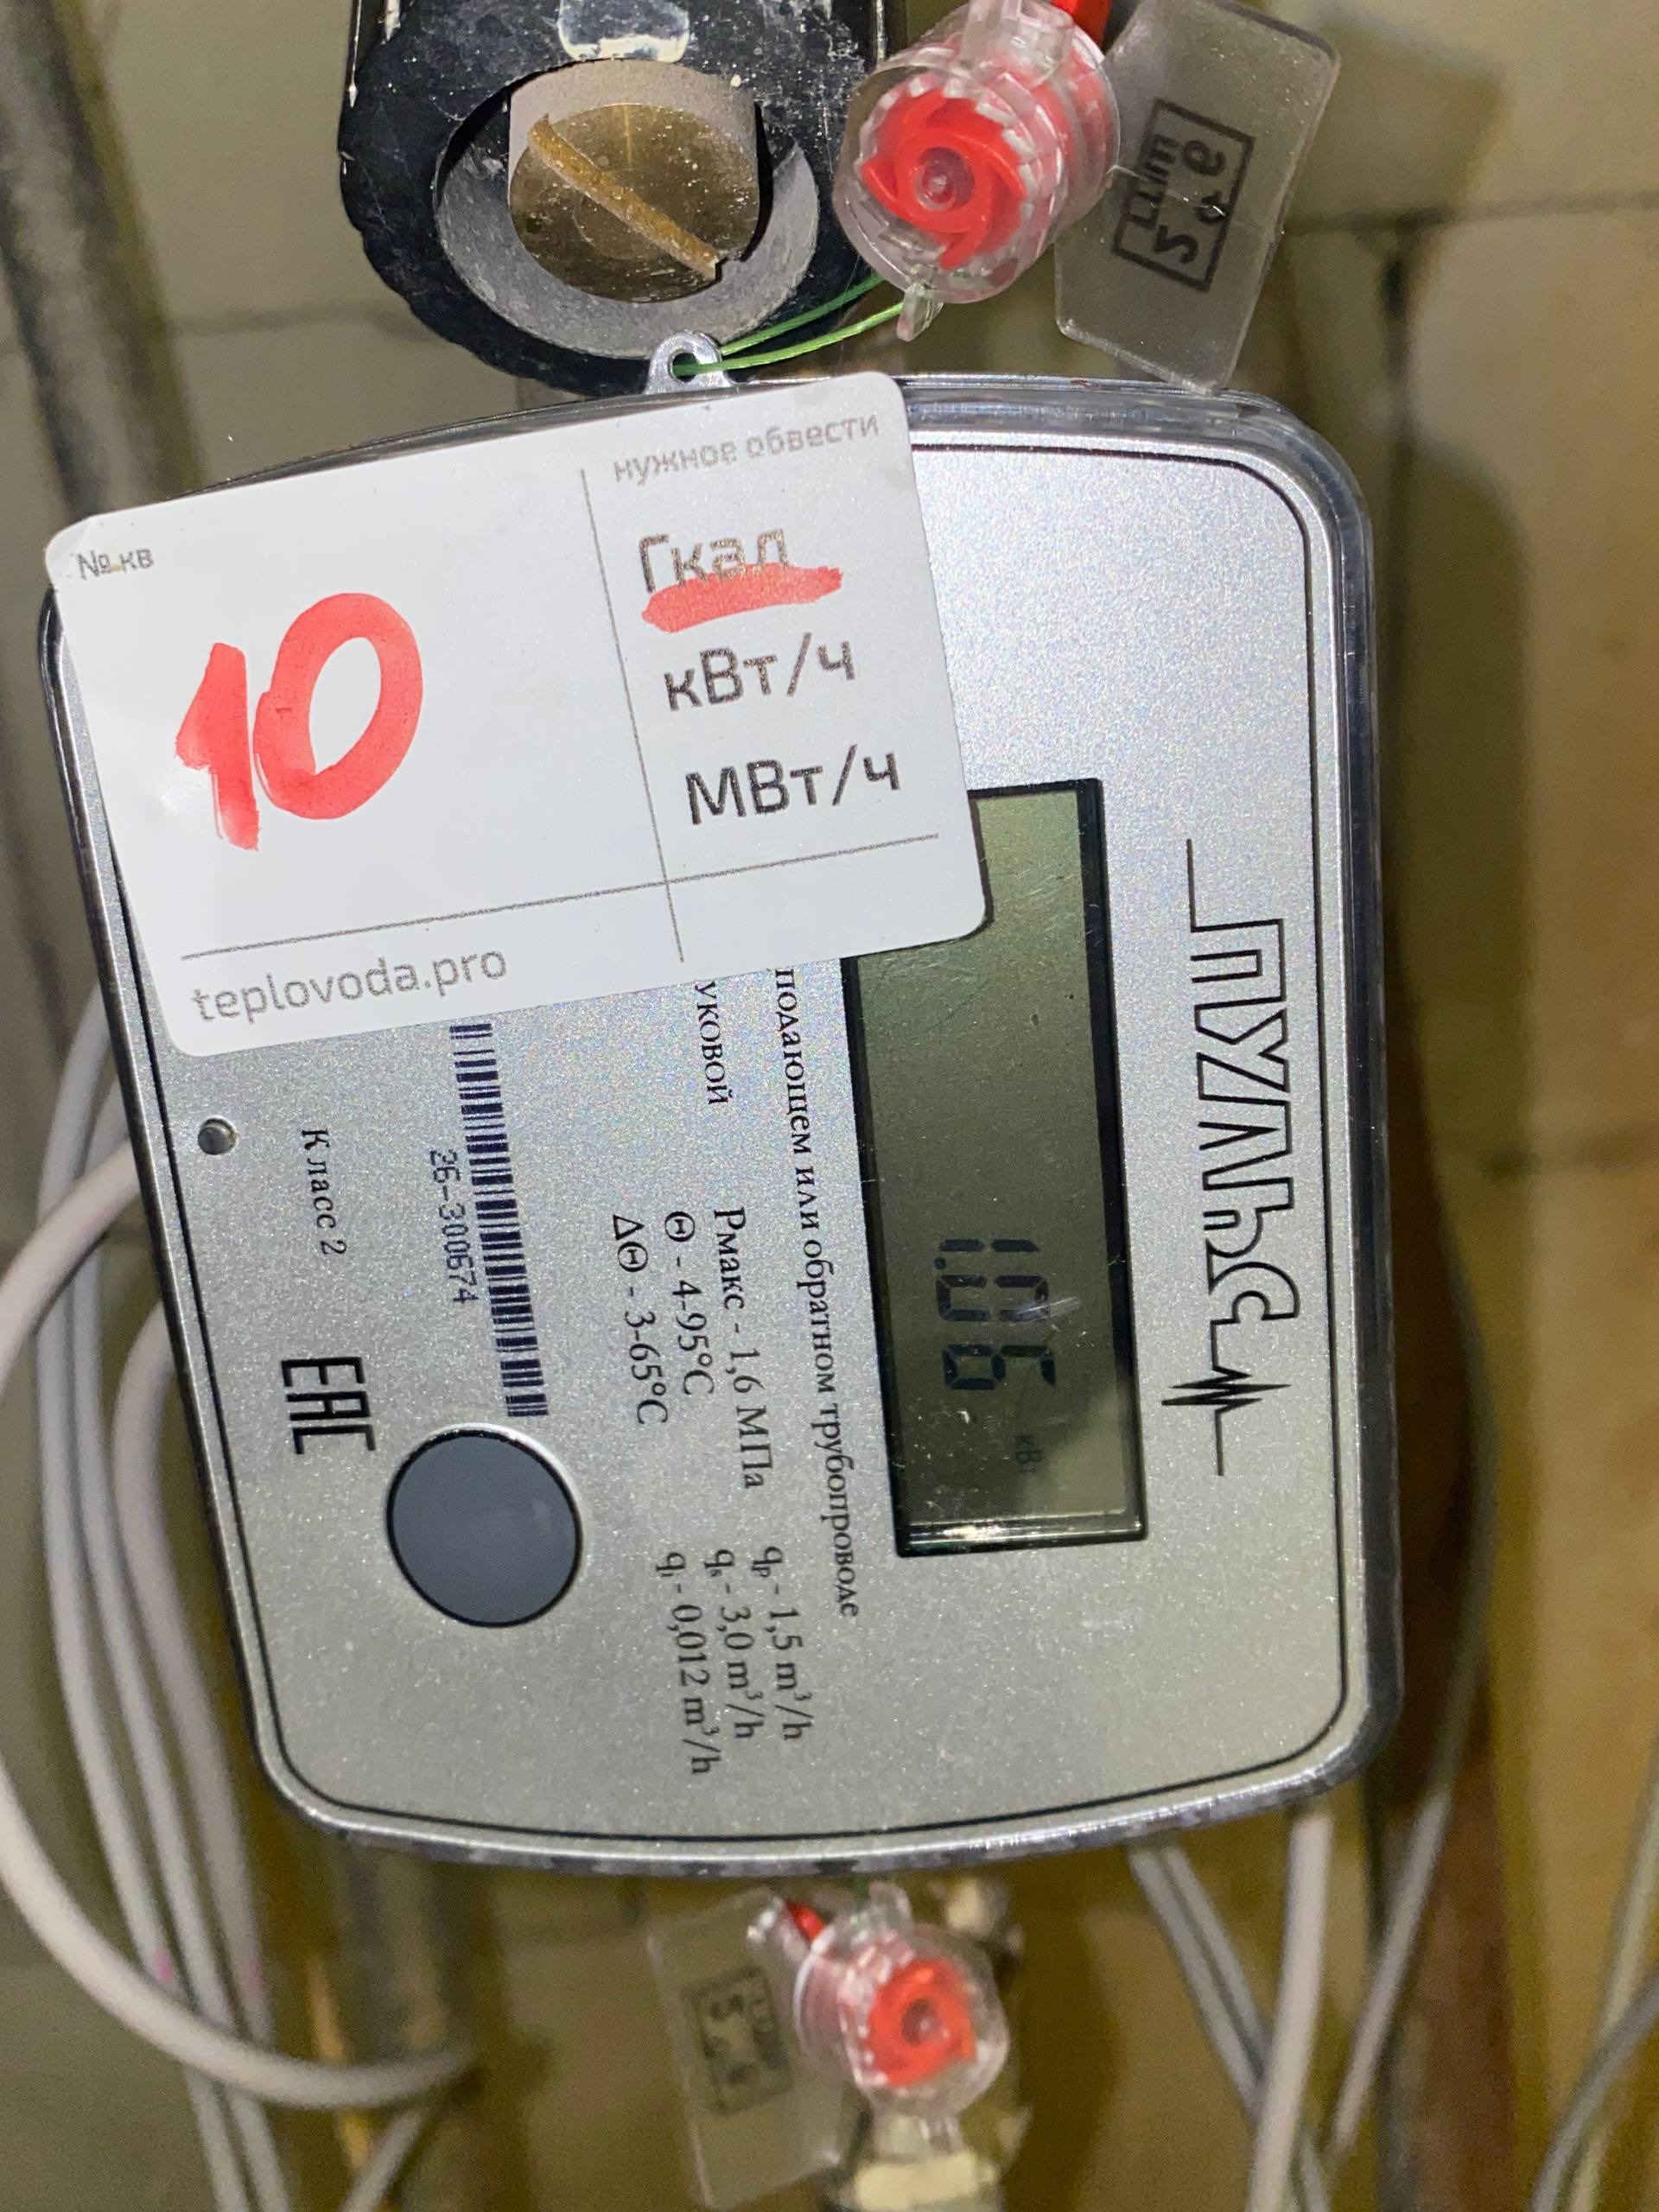 № кв
10
нужное обвести
Гкал
кВт/ч
МВт/ч
teplovoda.pro
ПУЛЬС
1.06
кВт
подающем или обратном трубопроводе
уковой
Рмакс - 1,6 МПа
Θ - 4-95°C
ΔΘ - 3-65°C
qp - 1,5 m³/h
qs - 3,0 m³/h
qi - 0,012 m³/h
26-300674
Класс 2
ЕАС